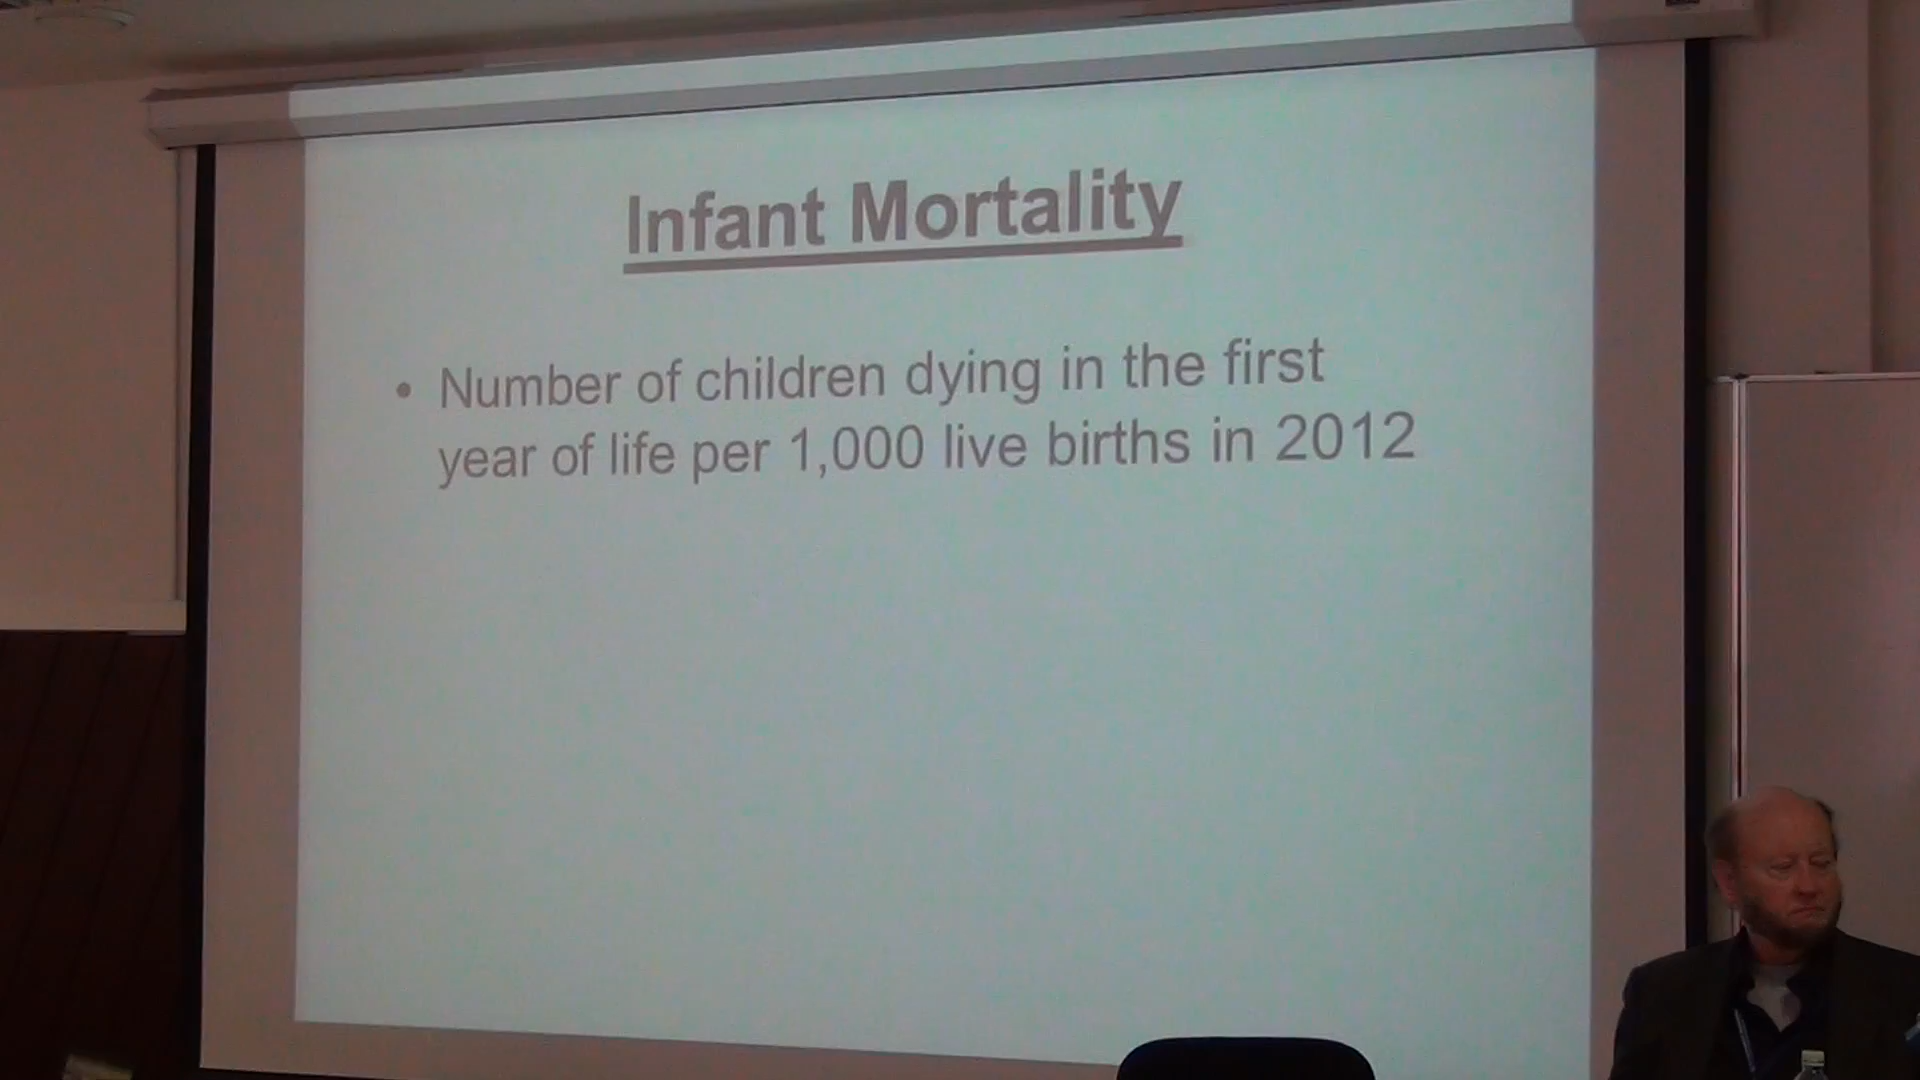 Infant Mortality
• Number of children dying in the first
year of life per 1,000 live births in 2012